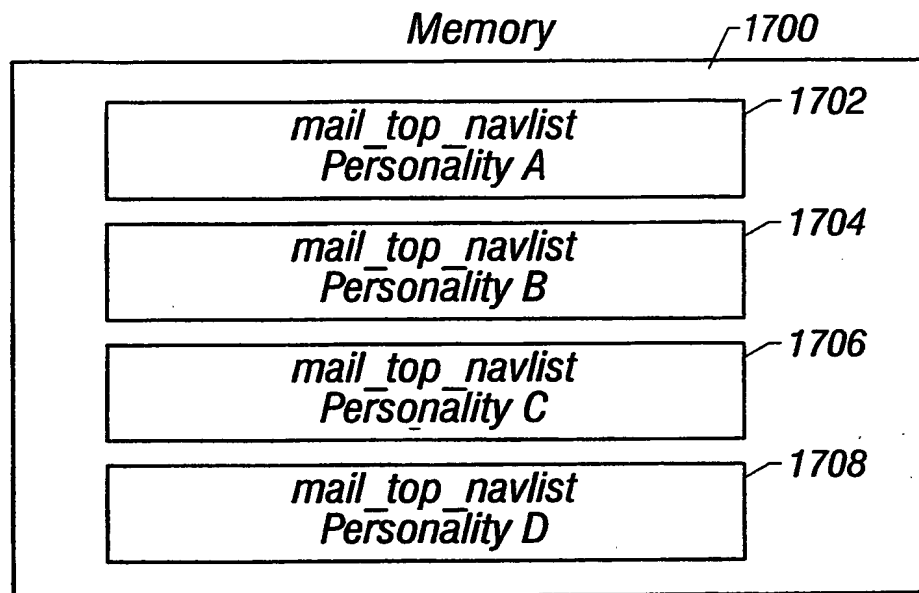 Memory
1700
1702
mail_top_navlist
Personality A
1704
mail_top_navlist
Personality B
1706
mail_top_navlist
Personality C
1708
mail_top_navlist
Personality D